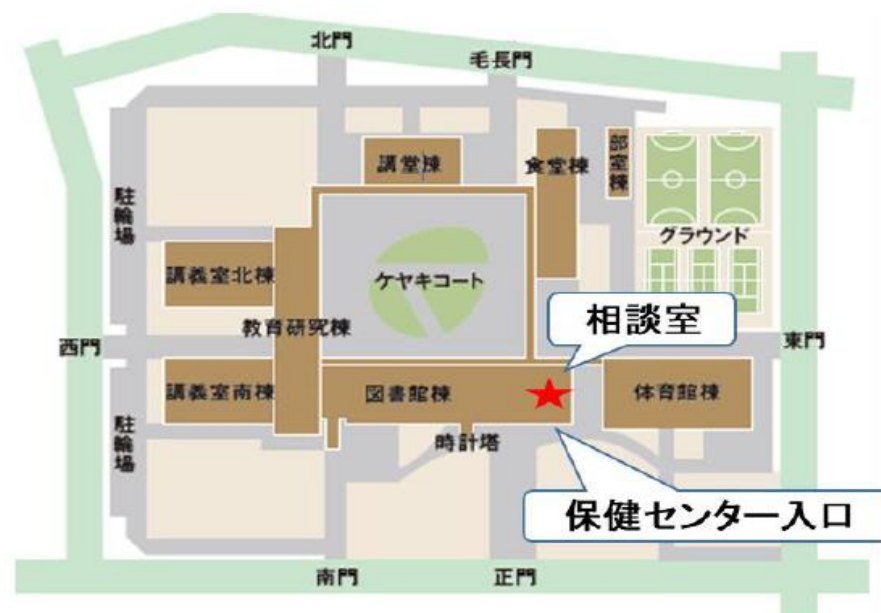 北門
毛長門
講堂棟
食堂棟
部室棟
駐輪場
グラウンド
講義室北棟
ケヤキコート
教育研究棟
相談室
西門
東門
講義室南棟
図書館棟
体育館棟
駐輪場
時計塔
保健センター入口
南門
正門